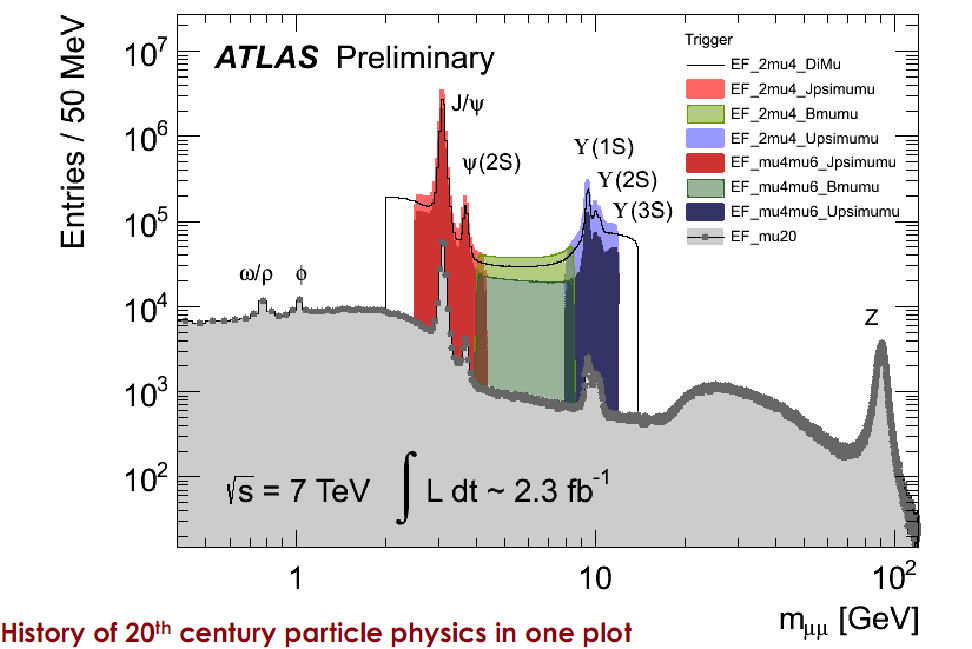 ATLAS Preliminary
Trigger
EF_2mu4_DiMu
EF_2mu4_Jpsimumu
EF_2mu4_Bmumu
EF_2mu4_Upsimumu
EF_mu4mu6_Jpsimumu
EF_mu4mu6_Bmumu
EF_mu4mu6_Upsimumu
EF_mu20
Entries / 50 MeV
10⁷
10⁶
10⁵
10⁴
10³
10²
J/ψ
ψ(2S)
ϒ(1S)
ϒ(2S)
ϒ(3S)
ω/ρ
ϕ
Z
√s = 7 TeV ∫ L dt ~ 2.3 fb⁻¹
1
10
10²
m_μμ [GeV]
History of 20th century particle physics in one plot